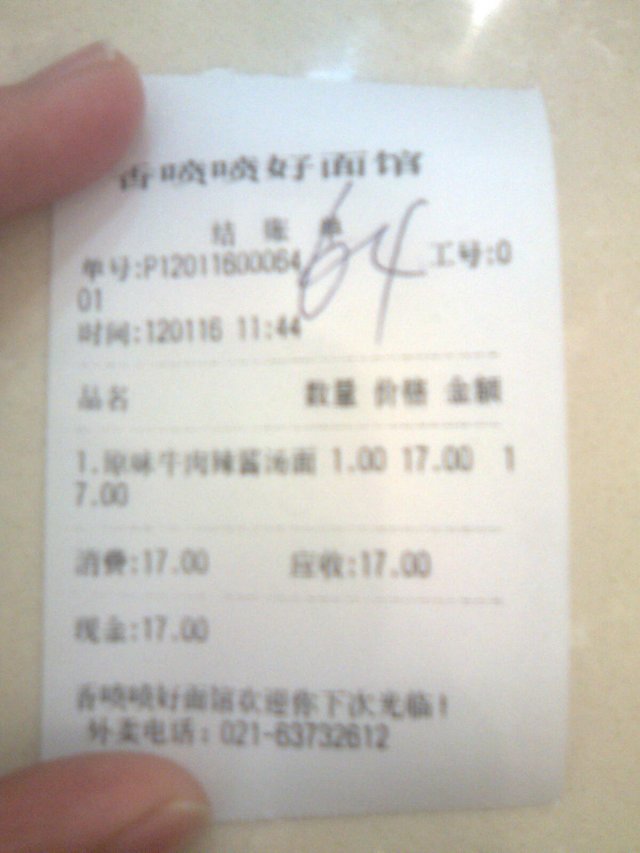 香喷喷好面馆
结 账 单
64
单号:P12011600064 工号:0
01
时间:120116 11:44
品名 数量 价格 金额
1.原味牛肉辣酱汤面 1.00 17.00 1
7.00
消费:17.00 应收:17.00
现金:17.00
香喷喷好面馆欢迎你下次光临!
外卖电话:021-63732612